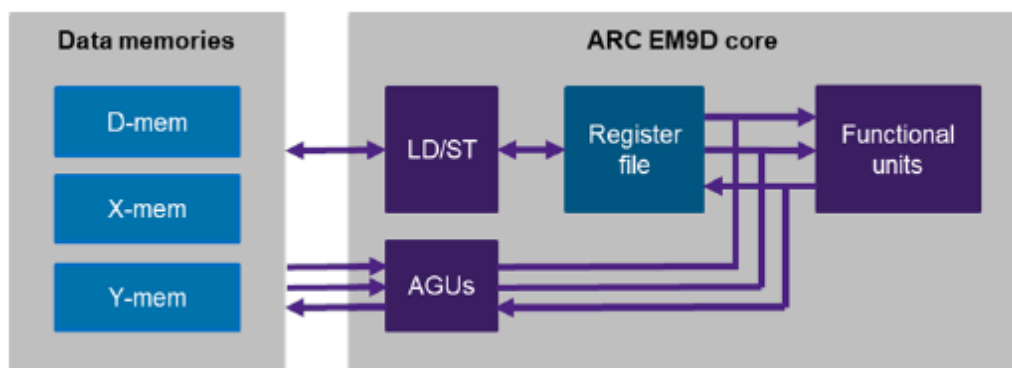 Data memories
D-mem
X-mem
Y-mem
ARC EM9D core
LD/ST
Register
file
Functional
units
AGUs